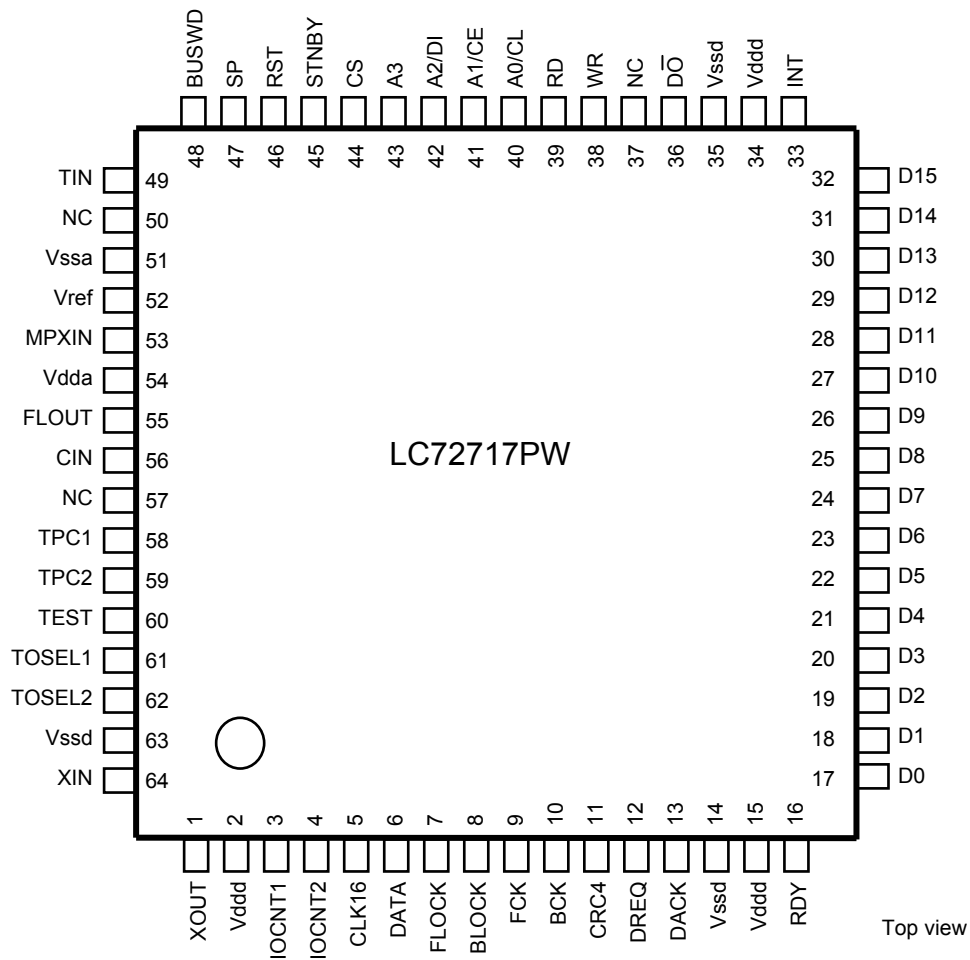 BUSWD
SP
RST
STNBY
CS
A3
A2/DI
A1/CE
A0/CL
RD
WR
NC
D̅O̅
Vssd
Vddd
INT
48
47
46
45
44
43
42
41
40
39
38
37
36
35
34
33
TIN 49 32 D15
NC 50 31 D14
Vssa 51 30 D13
Vref 52 29 D12
MPXIN 53 28 D11
Vdda 54 27 D10
FLOUT 55 26 D9
CIN 56 25 D8
LC72717PW
NC 57 24 D7
TPC1 58 23 D6
TPC2 59 22 D5
TEST 60 21 D4
TOSEL1 61 20 D3
TOSEL2 62 19 D2
Vssd 63 18 D1
XIN 64 17 D0
1
2
3
4
5
6
7
8
9
10
11
12
13
14
15
16
XOUT
Vddd
IOCNT1
IOCNT2
CLK16
DATA
FLOCK
BLOCK
FCK
BCK
CRC4
DREQ
DACK
Vssd
Vddd
RDY
Top view